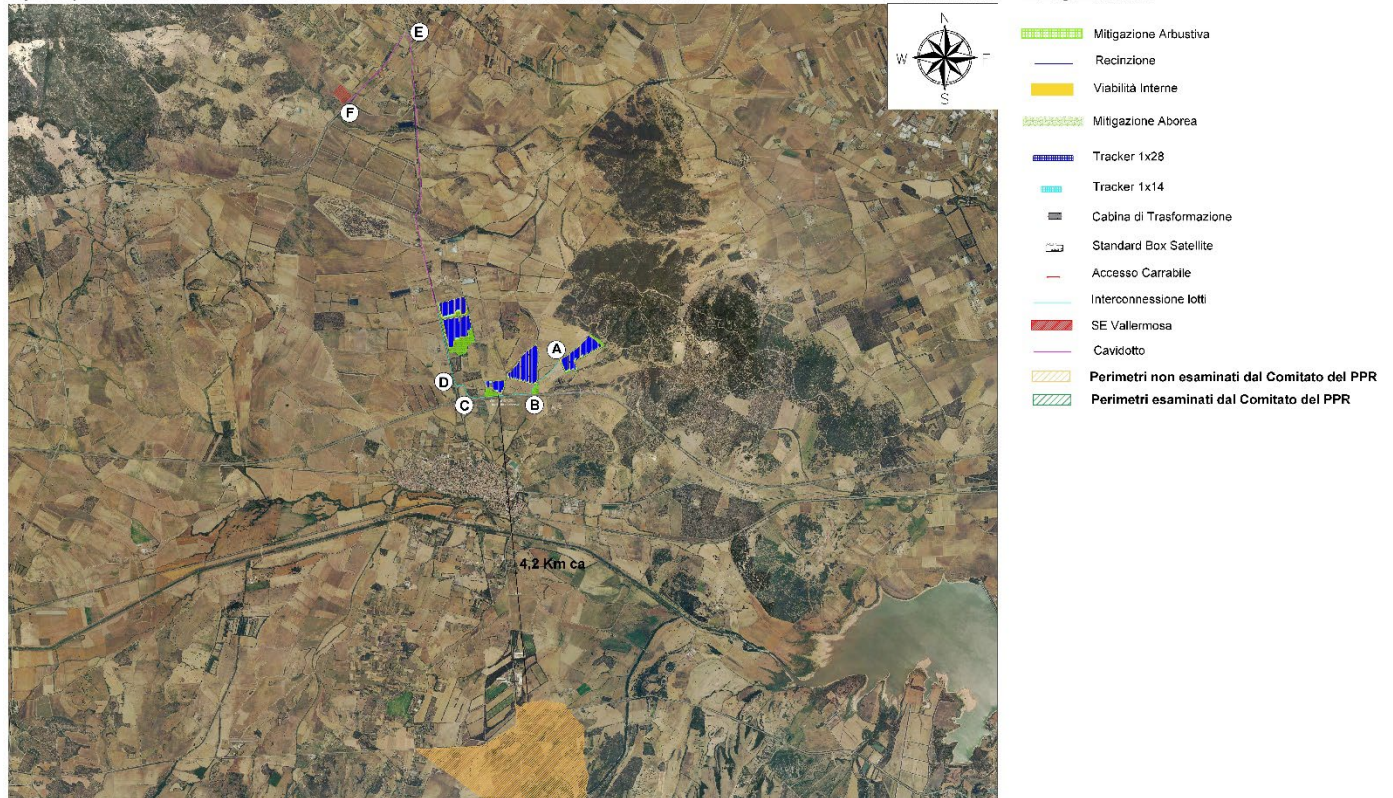 E
F
A
D
C
B
4,2 Km ca
N
W
E
S
Mitigazione Arbustiva
Recinzione
Viabilità Interne
Mitigazione Aborea
Tracker 1x28
Tracker 1x14
Cabina di Trasformazione
Standard Box Satellite
Accesso Carrabile
Interconnessione lotti
SE Vallermosa
Cavidotto
Perimetri non esaminati dal Comitato del PPR
Perimetri esaminati dal Comitato del PPR